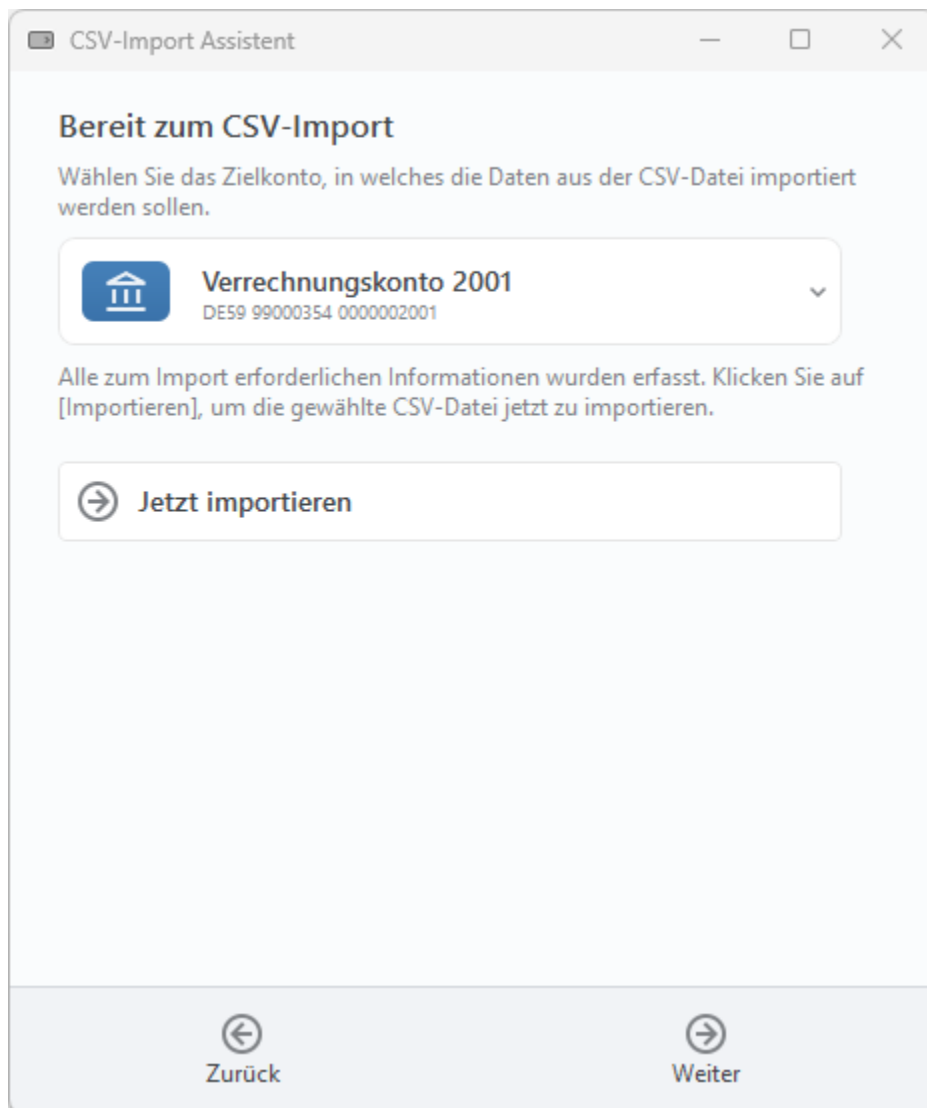 CSV-Import Assistent
Bereit zum CSV-Import
Wählen Sie das Zielkonto, in welches die Daten aus der CSV-Datei importiert
werden sollen.
Verrechnungskonto 2001
DE59 99000354 0000002001
Alle zum Import erforderlichen Informationen wurden erfasst. Klicken Sie auf
[Importieren], um die gewählte CSV-Datei jetzt zu importieren.
Jetzt importieren
Zurück
Weiter